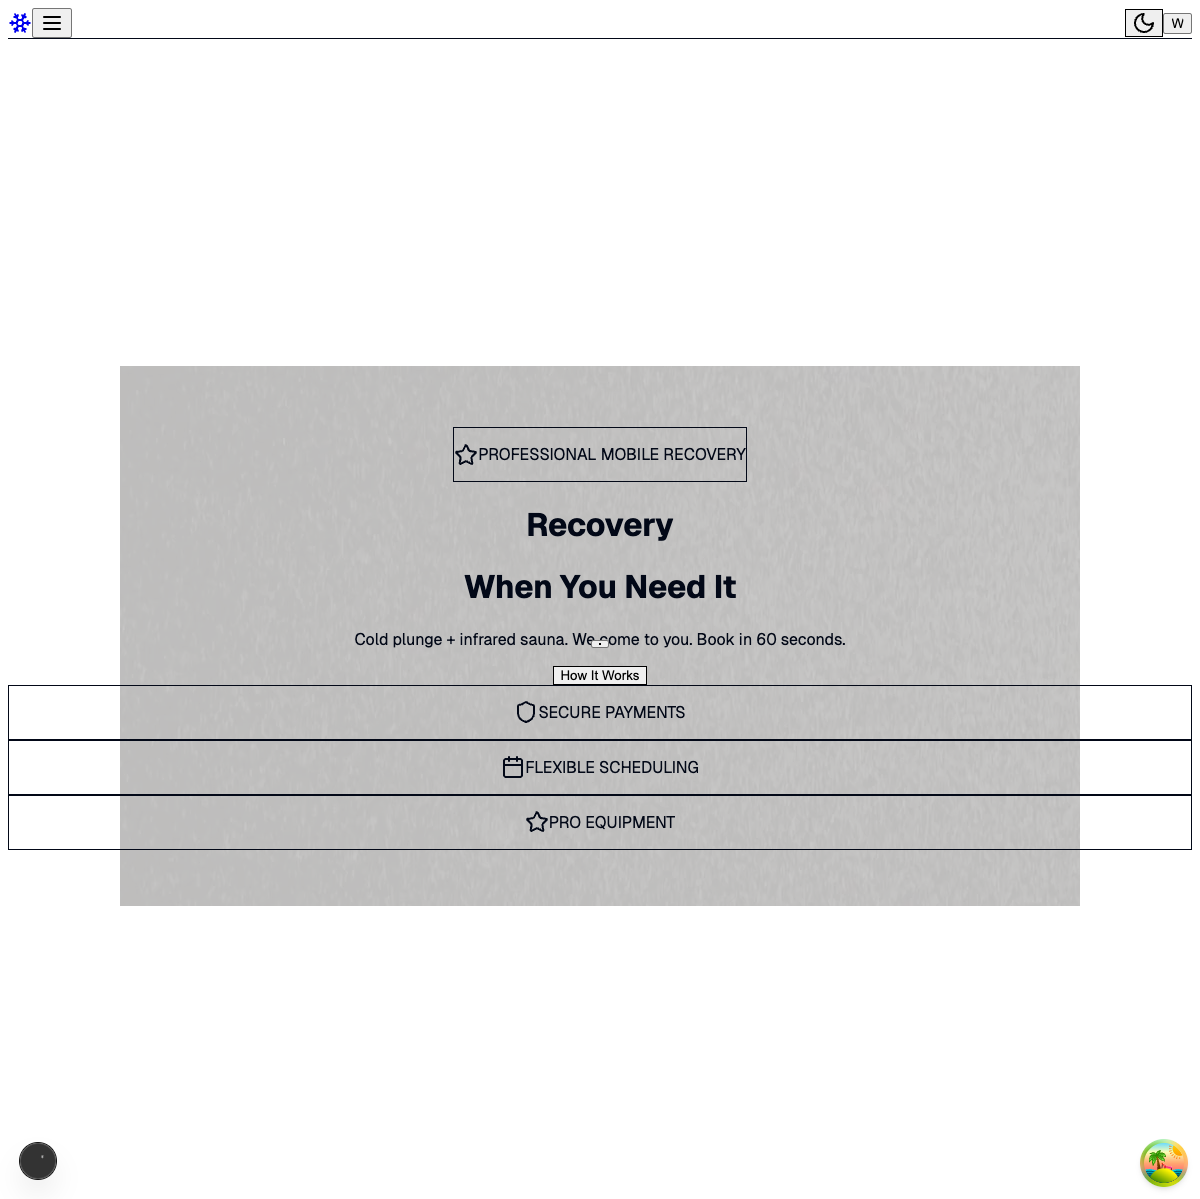 W
PROFESSIONAL MOBILE RECOVERY
Recovery
When You Need It
Cold plunge + infrared sauna. We come to you. Book in 60 seconds.
How It Works
SECURE PAYMENTS
FLEXIBLE SCHEDULING
PRO EQUIPMENT